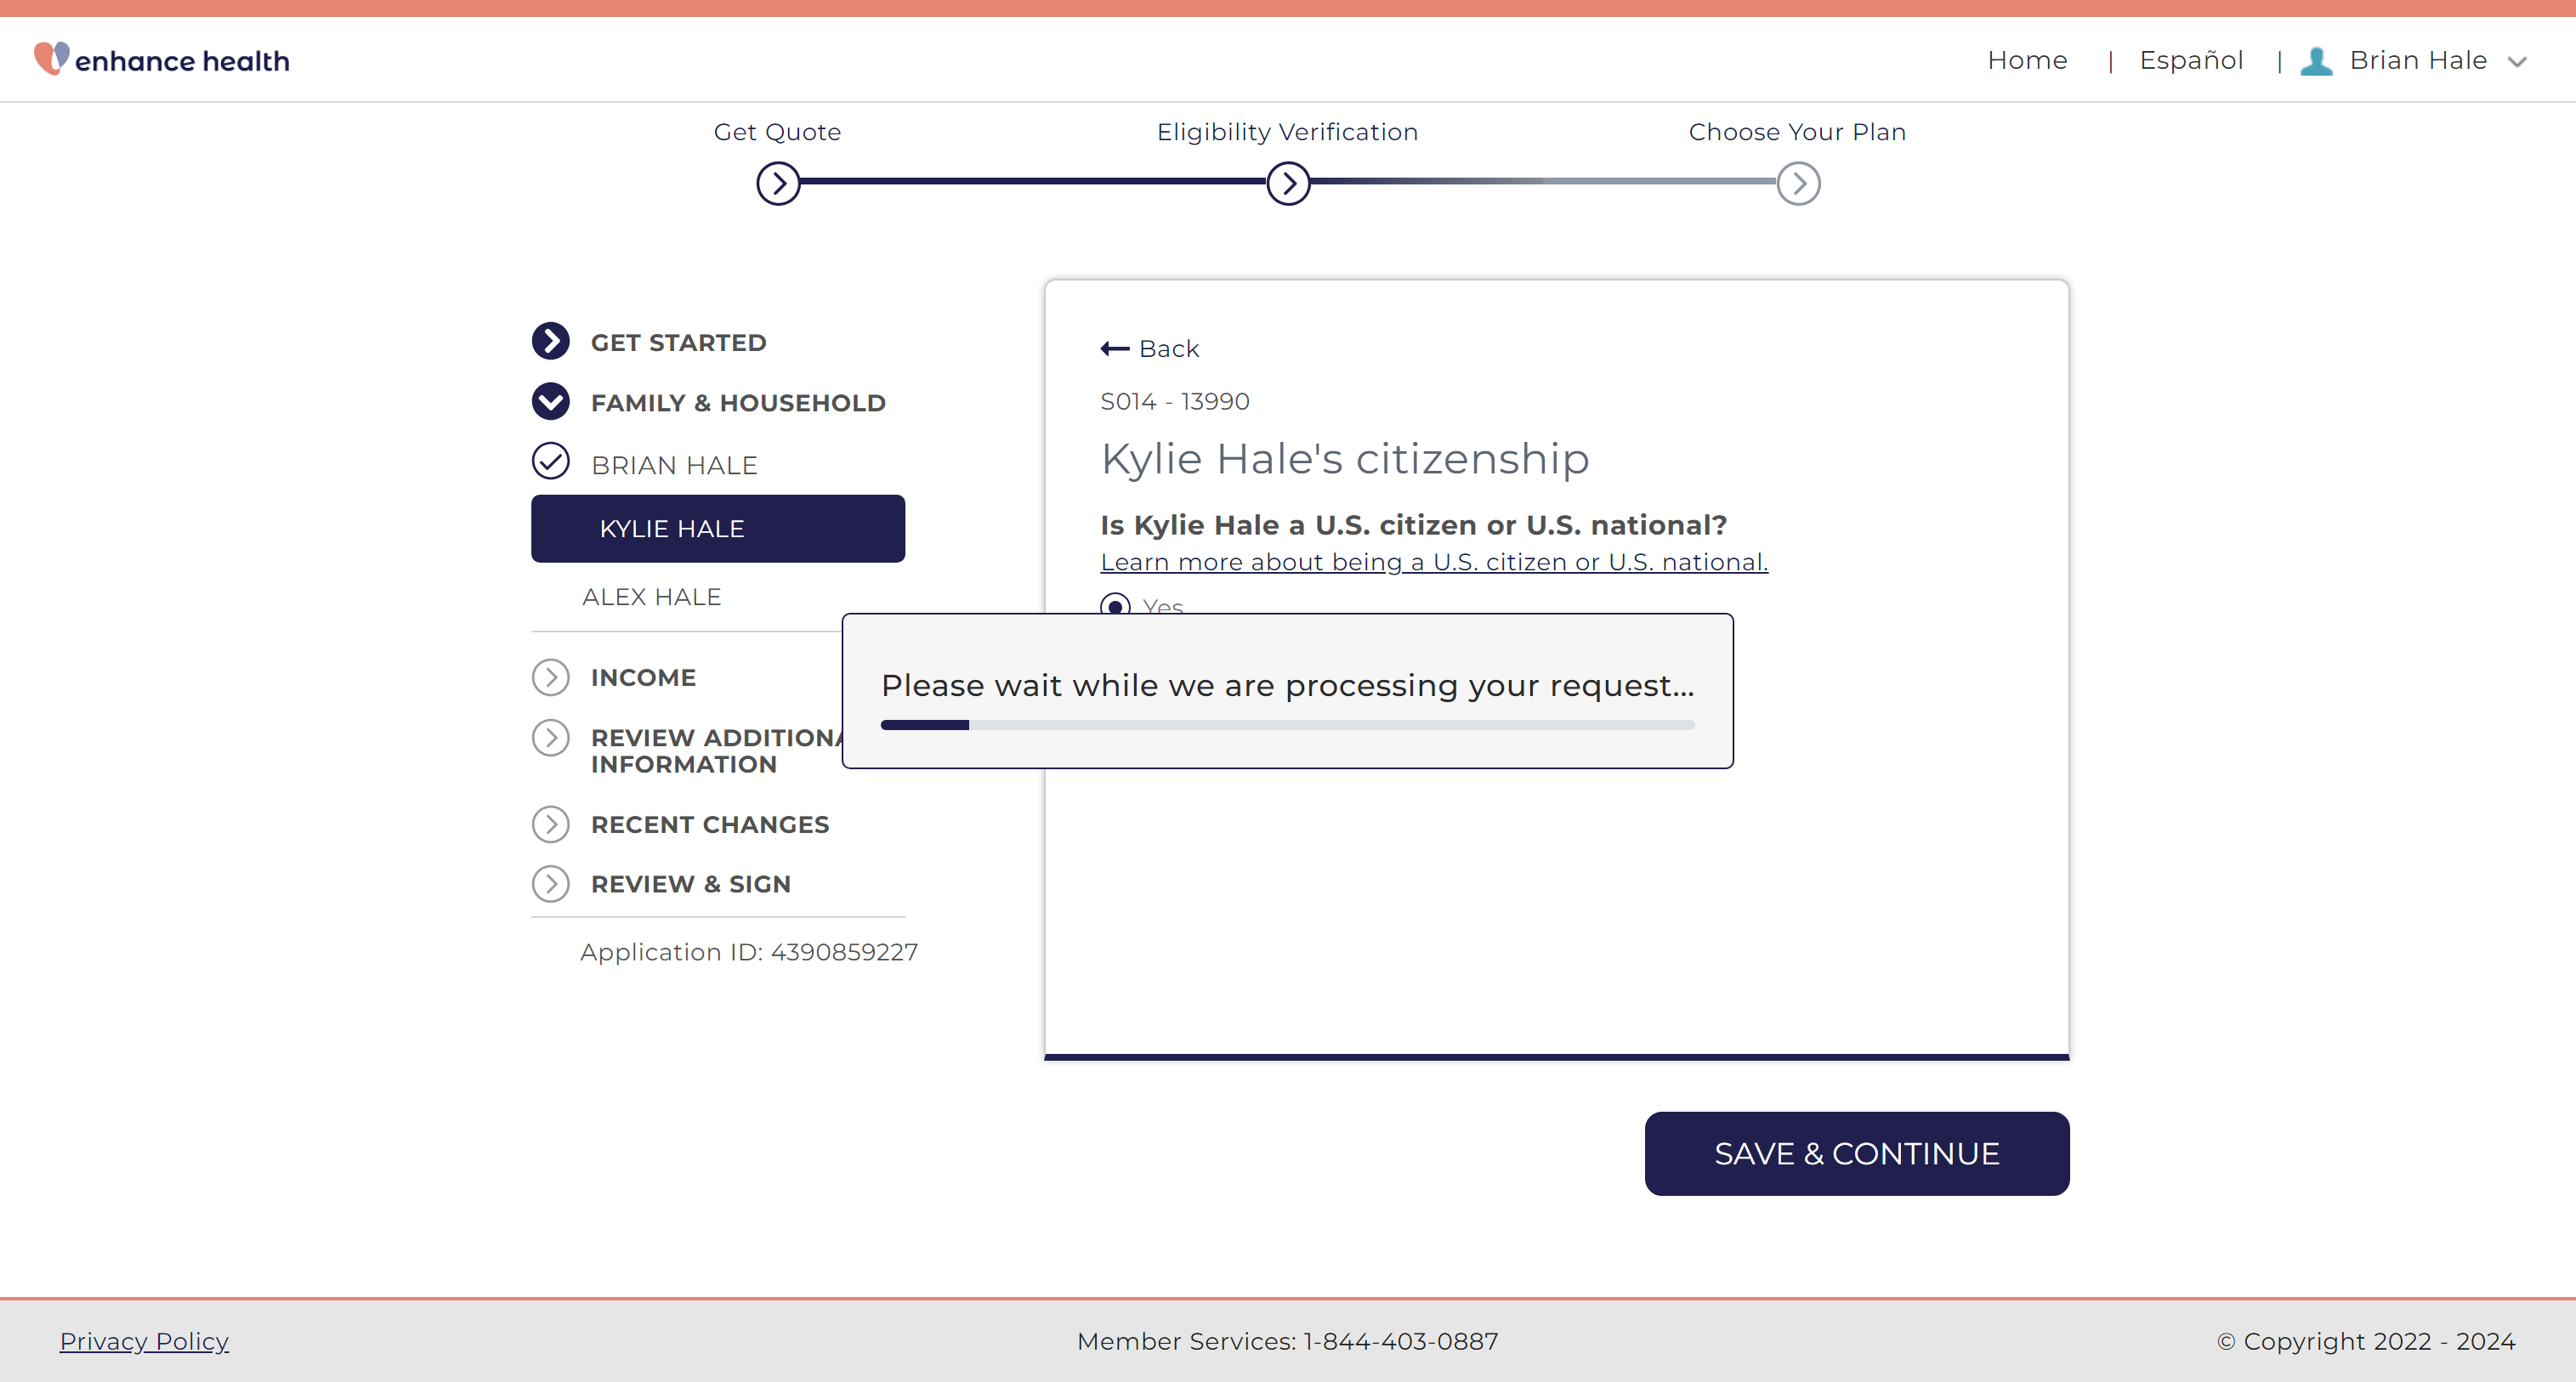 enhance health
Home | Español | Brian Hale
Get Quote
Eligibility Verification
Choose Your Plan
GET STARTED
FAMILY & HOUSEHOLD
BRIAN HALE
KYLIE HALE
ALEX HALE
INCOME
REVIEW ADDITIONA
INFORMATION
RECENT CHANGES
REVIEW & SIGN
Application ID: 4390859227
Back
S014 - 13990
Kylie Hale's citizenship
Is Kylie Hale a U.S. citizen or U.S. national?
Learn more about being a U.S. citizen or U.S. national.
Yes
Please wait while we are processing your request...
SAVE & CONTINUE
Privacy Policy
Member Services: 1-844-403-0887
© Copyright 2022 - 2024